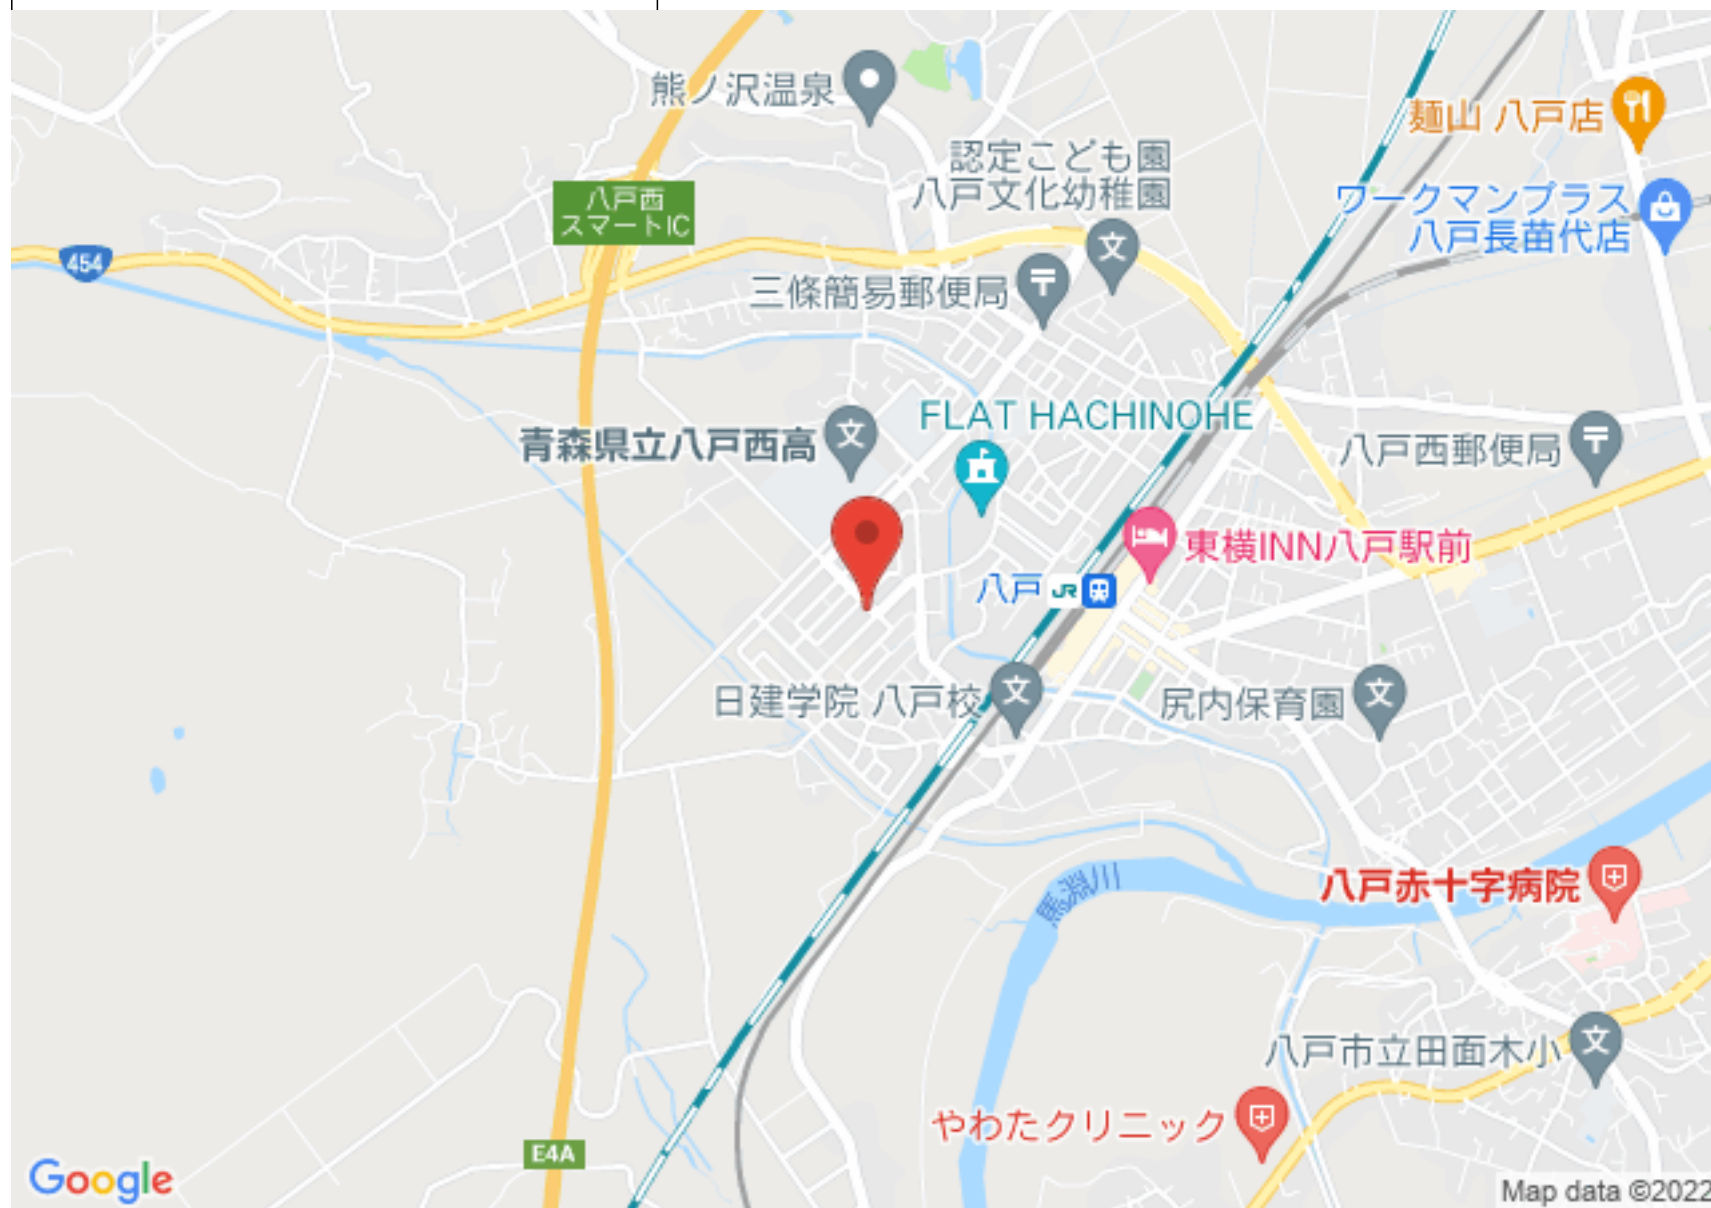 熊ノ沢温泉
麺山 八戸店
認定こども園
八戸文化幼稚園
八戸西
スマートIC
ワークマンプラス
八戸長苗代店
454
三條簡易郵便局
FLAT HACHINOHE
青森県立八戸西高
八戸西郵便局
東横INN八戸駅前
八戸 JR
日建学院 八戸校
尻内保育園
馬淵川
八戸赤十字病院
八戸市立田面木小
やわたクリニック
E4A
Google
Map data ©2022